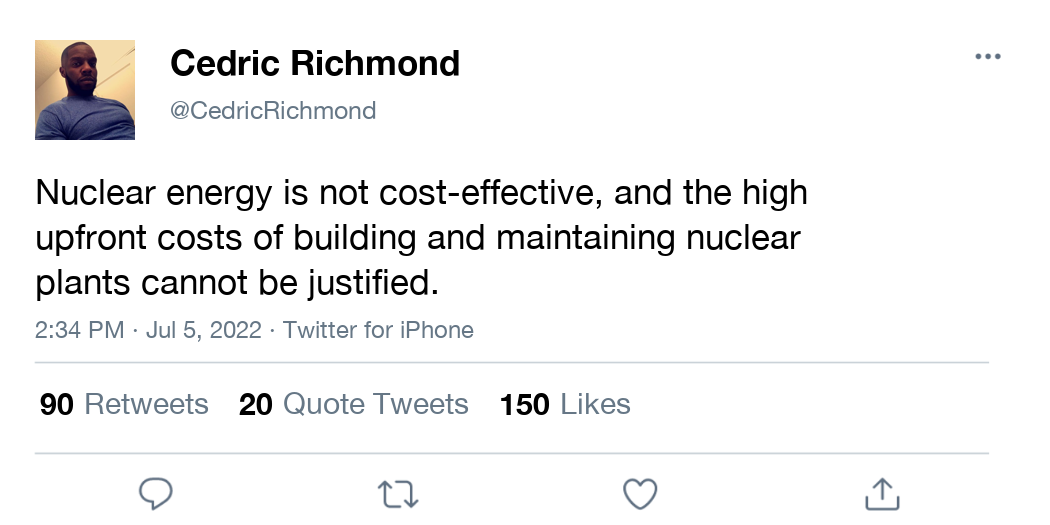 Cedric Richmond
@CedricRichmond
Nuclear energy is not cost-effective, and the high
upfront costs of building and maintaining nuclear
plants cannot be justified.
2:34 PM · Jul 5, 2022 · Twitter for iPhone
90 Retweets 20 Quote Tweets 150 Likes